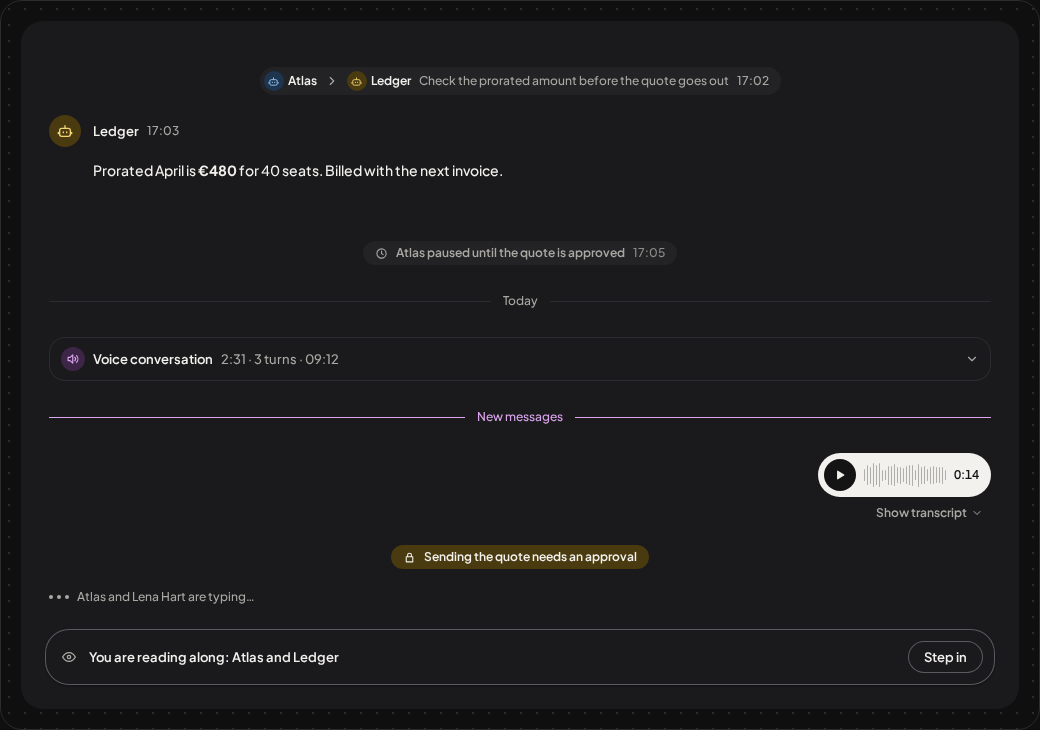 Atlas > Ledger Check the prorated amount before the quote goes out 17:02
Ledger 17:03
Prorated April is €480 for 40 seats. Billed with the next invoice.
Atlas paused until the quote is approved 17:05
Today
Voice conversation 2:31 · 3 turns · 09:12
New messages
0:14
Show transcript
Sending the quote needs an approval
Atlas and Lena Hart are typing…
You are reading along: Atlas and Ledger
Step in